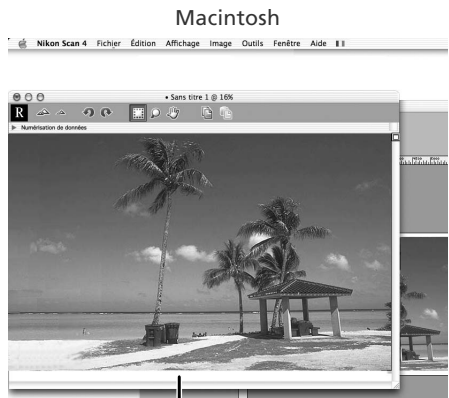 Macintosh
Nikon Scan 4 Fichier Édition Affichage Image Outils Fenêtre Aide
• Sans titre 1 @ 16%
R
Numérisation de données